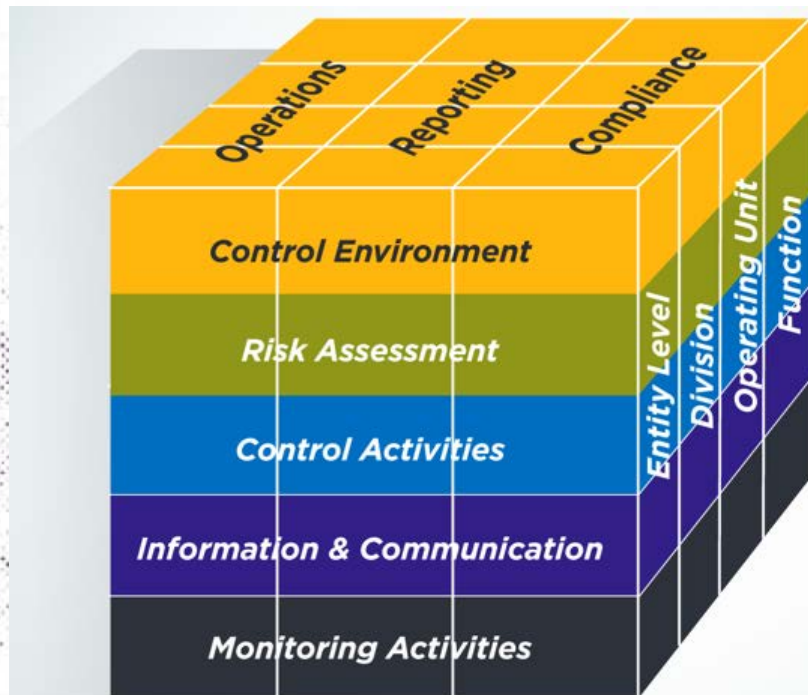 Operations
Reporting
Compliance
Control Environment
Risk Assessment
Control Activities
Information & Communication
Monitoring Activities
Entity Level
Division
Operating Unit
Function